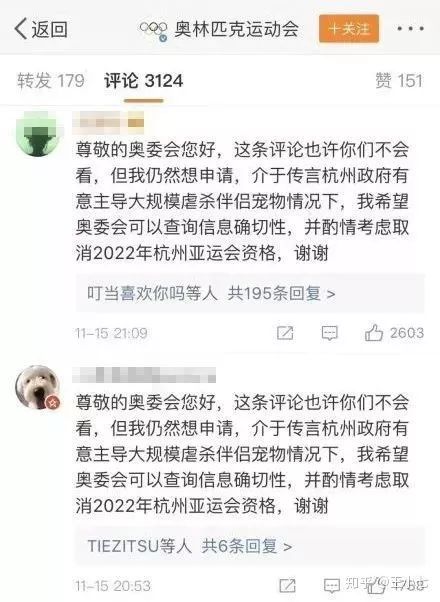 返回
奥林匹克运动会
十关注
转发 179
评论 3124
赞 151
尊敬的奥委会您好，这条评论也许你们不会
看，但我仍然想申请，介于传言杭州政府有
意主导大规模虐杀伴侣宠物情况下，我希望
奥委会可以查询信息确切性，并酌情考虑取
消2022年杭州亚运会资格，谢谢
叮当喜欢你吗等人 共195条回复 >
11-15 21:09
2603
尊敬的奥委会您好，这条评论也许你们不会
看，但我仍然想申请，介于传言杭州政府有
意主导大规模虐杀伴侣宠物情况下，我希望
奥委会可以查询信息确切性，并酌情考虑取
消2022年杭州亚运会资格，谢谢
TIEZITSU等人 共6条回复 >
11-15 20:53
知乎